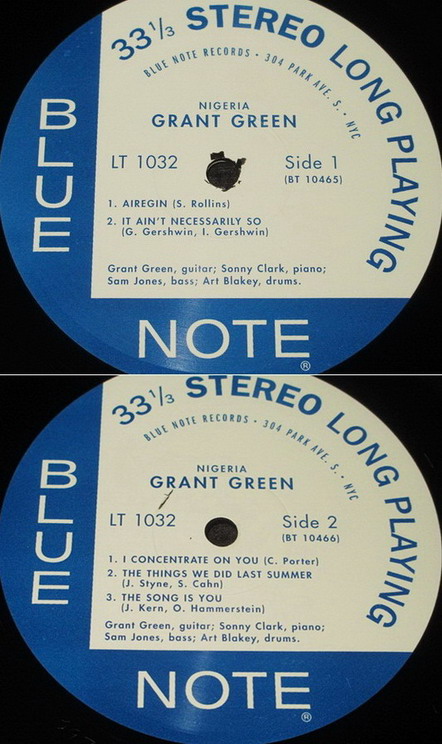 33⅓ STEREO LONG PLAYING
BLUE NOTE RECORDS • 304 PARK AVE. S. • NYC
NIGERIA
GRANT GREEN
LT 1032
Side 1
(BT 10465)
1. AIREGIN (S. Rollins)
2. IT AIN'T NECESSARILY SO
(G. Gershwin, I. Gershwin)
Grant Green, guitar; Sonny Clark, piano;
Sam Jones, bass; Art Blakey, drums.
BLUE
NOTE®
33⅓ STEREO LONG PLAYING
BLUE NOTE RECORDS • 304 PARK AVE. S. • NYC
NIGERIA
GRANT GREEN
LT 1032
Side 2
(BT 10466)
1. I CONCENTRATE ON YOU (C. Porter)
2. THE THINGS WE DID LAST SUMMER
(J. Styne, S. Cahn)
3. THE SONG IS YOU
(J. Kern, O. Hammerstein)
Grant Green, guitar; Sonny Clark, piano;
Sam Jones, bass; Art Blakey, drums.
BLUE
NOTE®